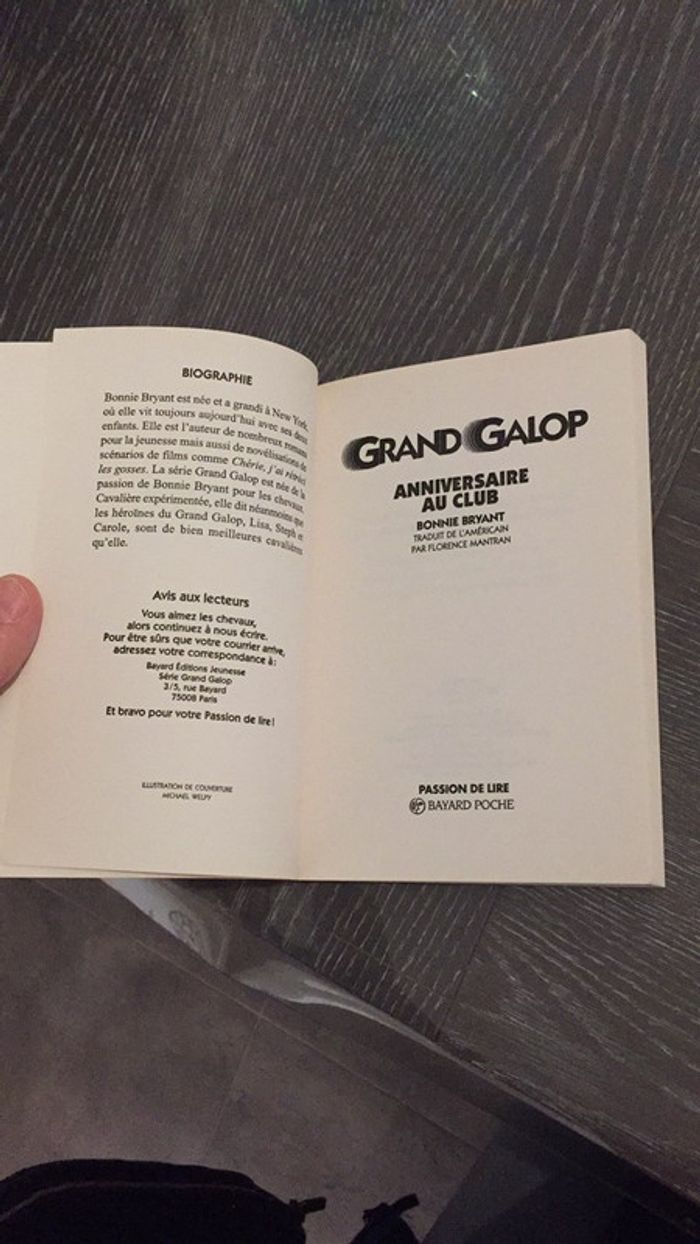 BIOGRAPHIE
Bonnie Bryant est née et a grandi à New York,
où elle vit toujours aujourd'hui avec ses deux
enfants. Elle est l'auteur de nombreux romans
pour la jeunesse mais aussi de novélisations de
scénarios de films comme Chérie, j'ai rétréci
les gosses. La série Grand Galop est née de la
passion de Bonnie Bryant pour les chevaux.
Cavalière expérimentée, elle dit néanmoins que
les héroïnes du Grand Galop, Lisa, Steph et
Carole, sont de bien meilleures cavalières
qu'elle.
Avis aux lecteurs
Vous aimez les chevaux,
alors continuez à nous écrire.
Pour être sûrs que votre courrier arrive,
adressez votre correspondance à :
Bayard Éditions Jeunesse
Série Grand Galop
3/5, rue Bayard
75008 Paris
Et bravo pour votre Passion de lire !
ILLUSTRATION DE COUVERTURE
MICHAEL WELPY
GRAND GALOP
ANNIVERSAIRE
AU CLUB
BONNIE BRYANT
TRADUIT DE L'AMÉRICAIN
PAR FLORENCE MANTRAN
PASSION DE LIRE
BAYARD POCHE